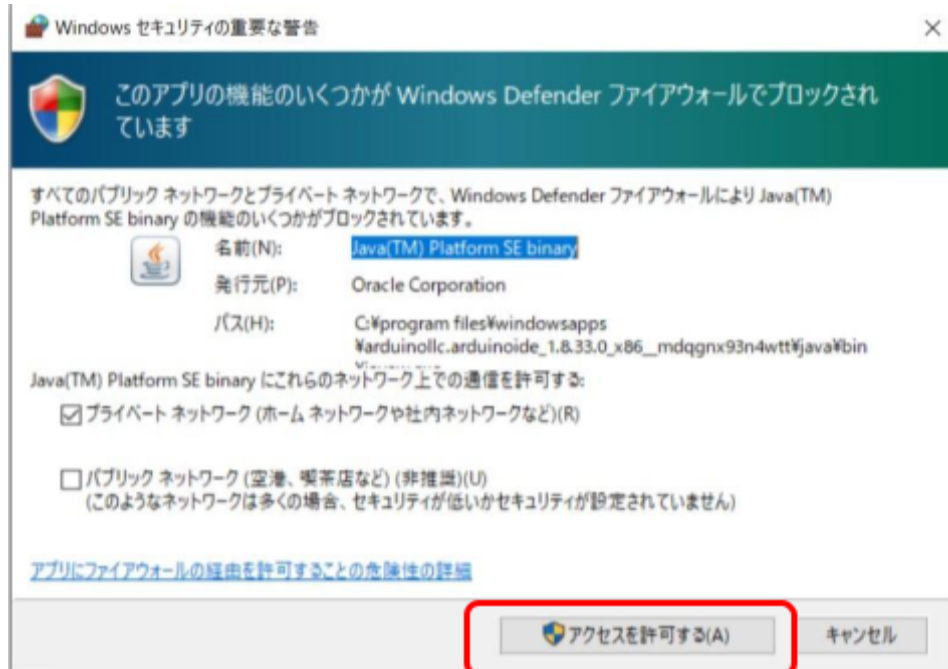 Windows セキュリティの重要な警告
このアプリの機能のいくつかが Windows Defender ファイアウォールでブロックされ
ています
すべてのパブリック ネットワークとプライベート ネットワークで、Windows Defender ファイアウォールにより Java(TM)
Platform SE binary の機能のいくつかがブロックされています。
名前(N): Java(TM) Platform SE binary
発行元(P): Oracle Corporation
パス(H): C:¥program files¥windowsapps
¥arduinollc.arduinoide_1.8.33.0_x86__mdqgnx93n4wtt¥java¥bin
Java(TM) Platform SE binary にこれらのネットワーク上での通信を許可する:
プライベート ネットワーク (ホーム ネットワークや社内ネットワークなど)(R)
パブリック ネットワーク (空港、喫茶店など) (非推奨)(U)
(このようなネットワークは多くの場合、セキュリティが低いかセキュリティが設定されていません)
アプリにファイアウォールの経由を許可することの危険性の詳細
アクセスを許可する(A) キャンセル